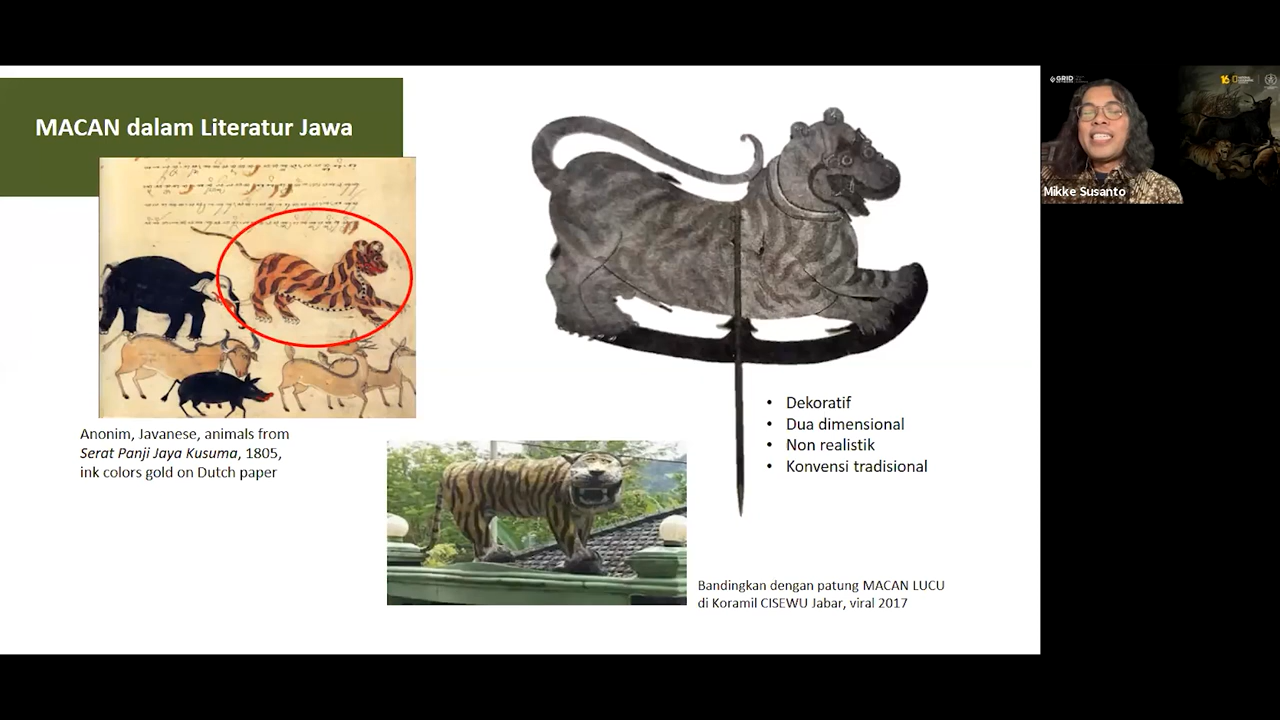 MACAN dalam Literatur Jawa
Anonim, Javanese, animals from
Serat Panji Jaya Kusuma, 1805,
ink colors gold on Dutch paper
• Dekoratif
• Dua dimensional
• Non realistik
• Konvensi tradisional
Bandingkan dengan patung MACAN LUCU
di Koramil CISEWU Jabar, viral 2017
GRID
16
Mikke Susanto